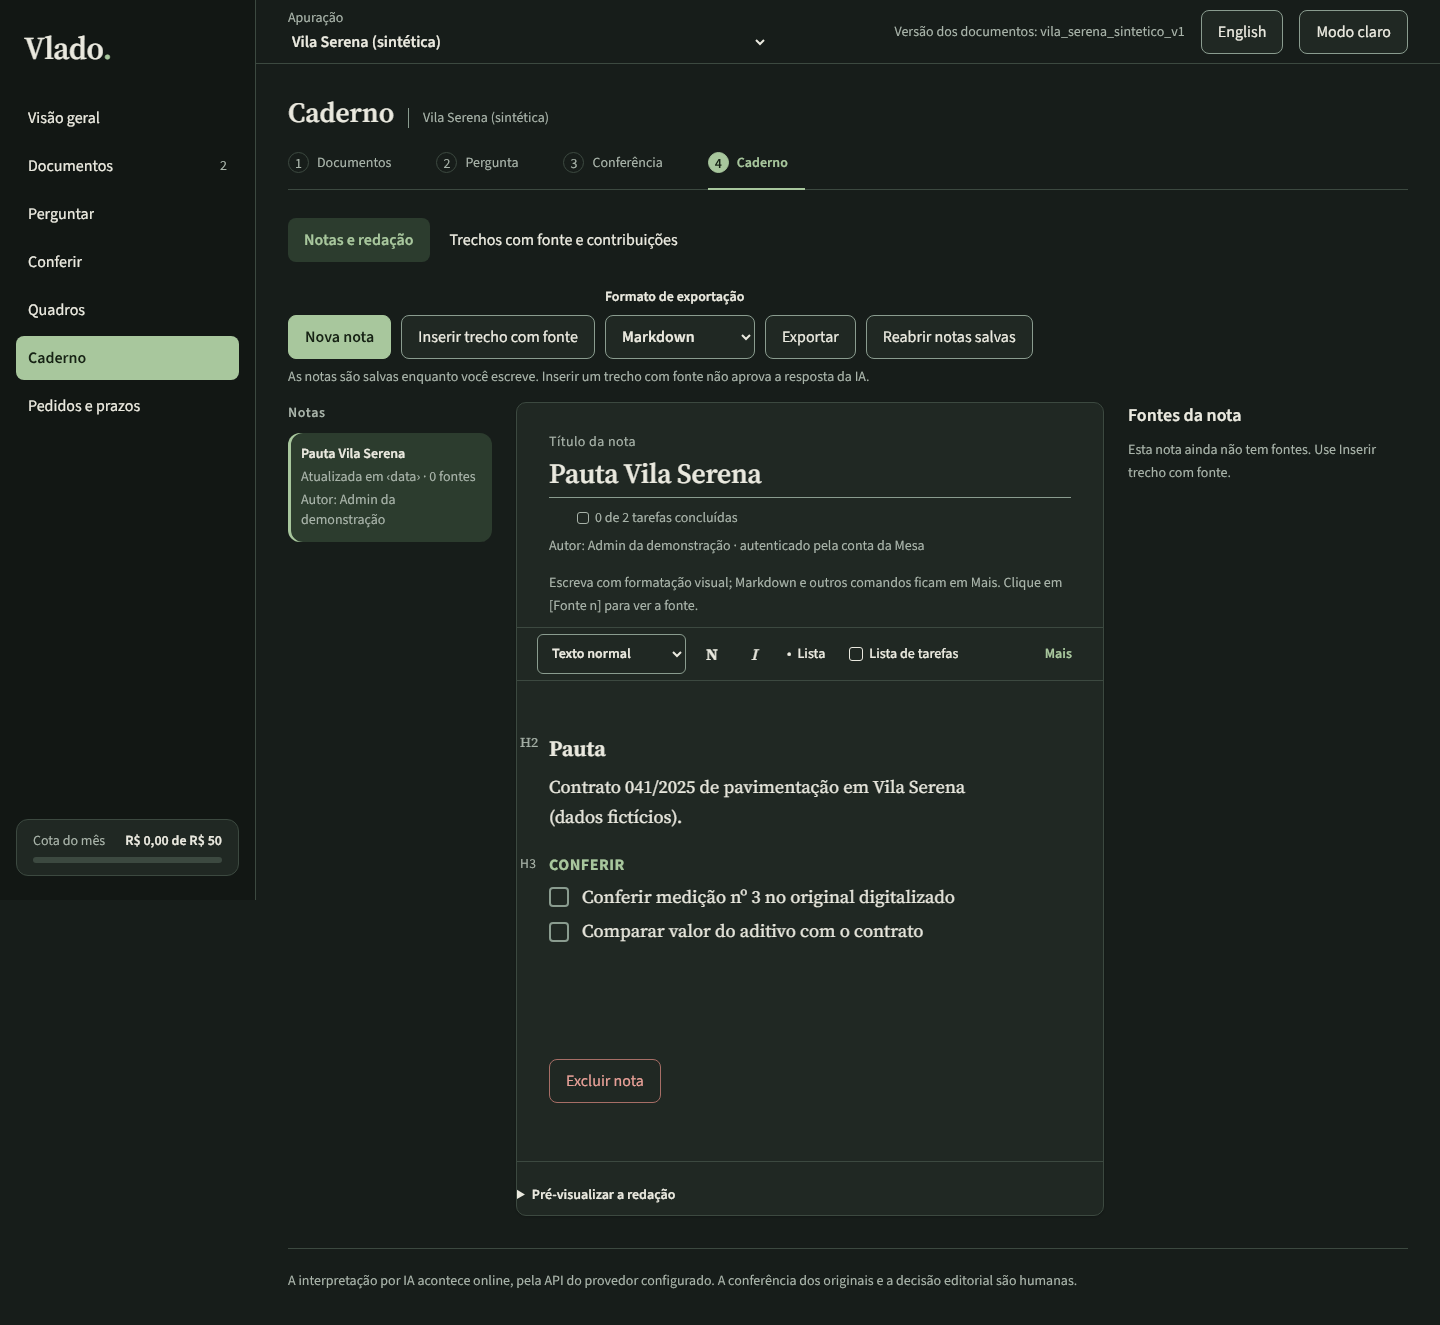 Vlado.
Visão geral
Documentos 2
Perguntar
Conferir
Quadros
Caderno
Pedidos e prazos
Cota do mês R$ 0,00 de R$ 50
Apuração
Vila Serena (sintética)
Versão dos documentos: vila_serena_sintetico_v1
English
Modo claro
Caderno
Vila Serena (sintética)
1 Documentos
2 Pergunta
3 Conferência
4 Caderno
Notas e redação
Trechos com fonte e contribuições
Formato de exportação
Nova nota
Inserir trecho com fonte
Markdown
Exportar
Reabrir notas salvas
As notas são salvas enquanto você escreve. Inserir um trecho com fonte não aprova a resposta da IA.
Notas
Pauta Vila Serena
Atualizada em ‹data› · 0 fontes
Autor: Admin da
demonstração
Título da nota
Pauta Vila Serena
0 de 2 tarefas concluídas
Autor: Admin da demonstração · autenticado pela conta da Mesa
Escreva com formatação visual; Markdown e outros comandos ficam em Mais. Clique em
[Fonte n] para ver a fonte.
Texto normal
N
I
• Lista
Lista de tarefas
Mais
H2 Pauta
Contrato 041/2025 de pavimentação em Vila Serena
(dados fictícios).
H3 CONFERIR
Conferir medição nº 3 no original digitalizado
Comparar valor do aditivo com o contrato
Excluir nota
Pré-visualizar a redação
Fontes da nota
Esta nota ainda não tem fontes. Use Inserir
trecho com fonte.
A interpretação por IA acontece online, pela API do provedor configurado. A conferência dos originais e a decisão editorial são humanas.